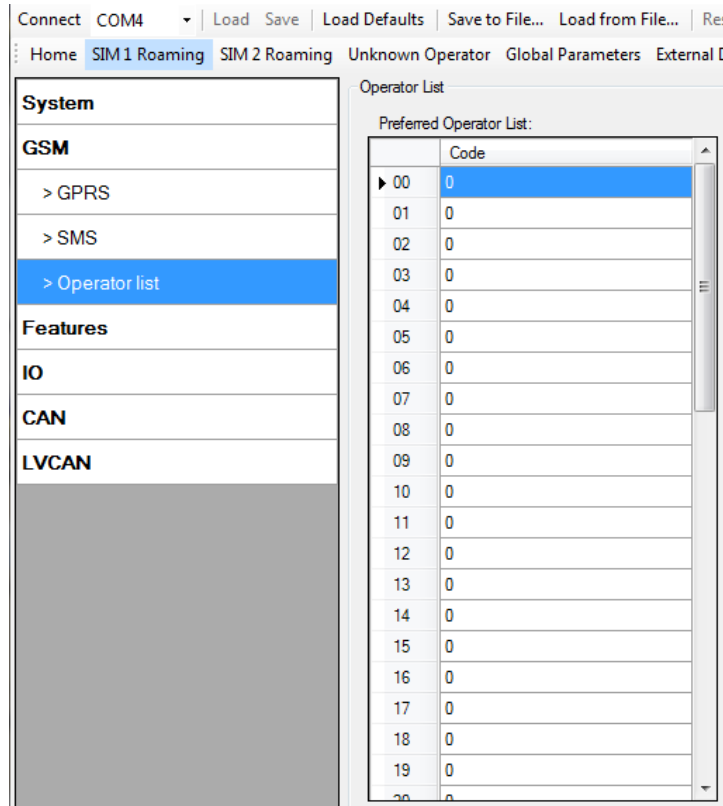 Connect COM4 Load Save Load Defaults Save to File... Load from File...
Home SIM 1 Roaming SIM 2 Roaming Unknown Operator Global Parameters External
System
GSM
> GPRS
> SMS
> Operator list
Features
IO
CAN
LVCAN
Operator List
Preferred Operator List:
Code
00 0
01 0
02 0
03 0
04 0
05 0
06 0
07 0
08 0
09 0
10 0
11 0
12 0
13 0
14 0
15 0
16 0
17 0
18 0
19 0
20 0